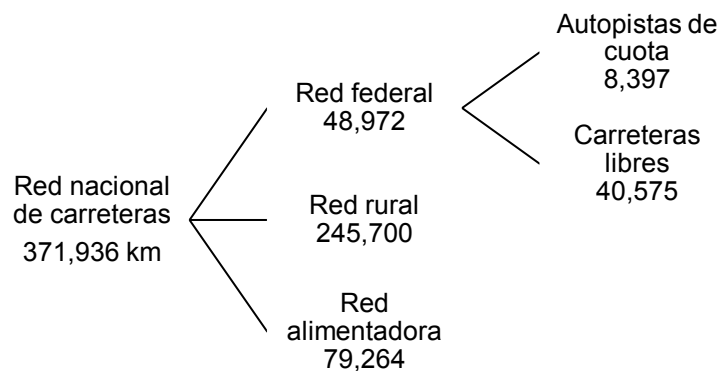 Red nacional
de carreteras
371,936 km
Red federal
48,972
Autopistas de
cuota
8,397
Carreteras
libres
40,575
Red rural
245,700
Red
alimentadora
79,264